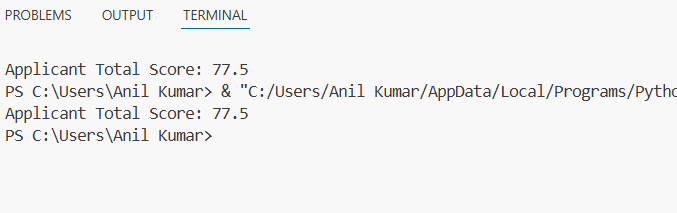 PROBLEMS OUTPUT TERMINAL
Applicant Total Score: 77.5
PS C:\Users\Anil Kumar> & "C:/Users/Anil Kumar/AppData/Local/Programs/Pytho
Applicant Total Score: 77.5
PS C:\Users\Anil Kumar>